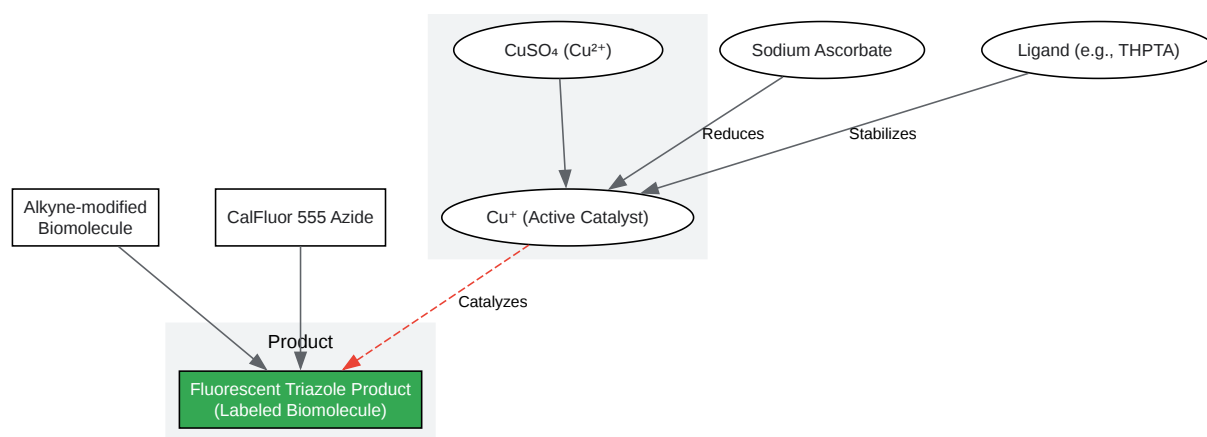 CuSO₄ (Cu²⁺)
Sodium Ascorbate
Ligand (e.g., THPTA)
Reduces
Stabilizes
Alkyne-modified
Biomolecule
CalFluor 555 Azide
Cu⁺ (Active Catalyst)
Catalyzes
Product
Fluorescent Triazole Product
(Labeled Biomolecule)